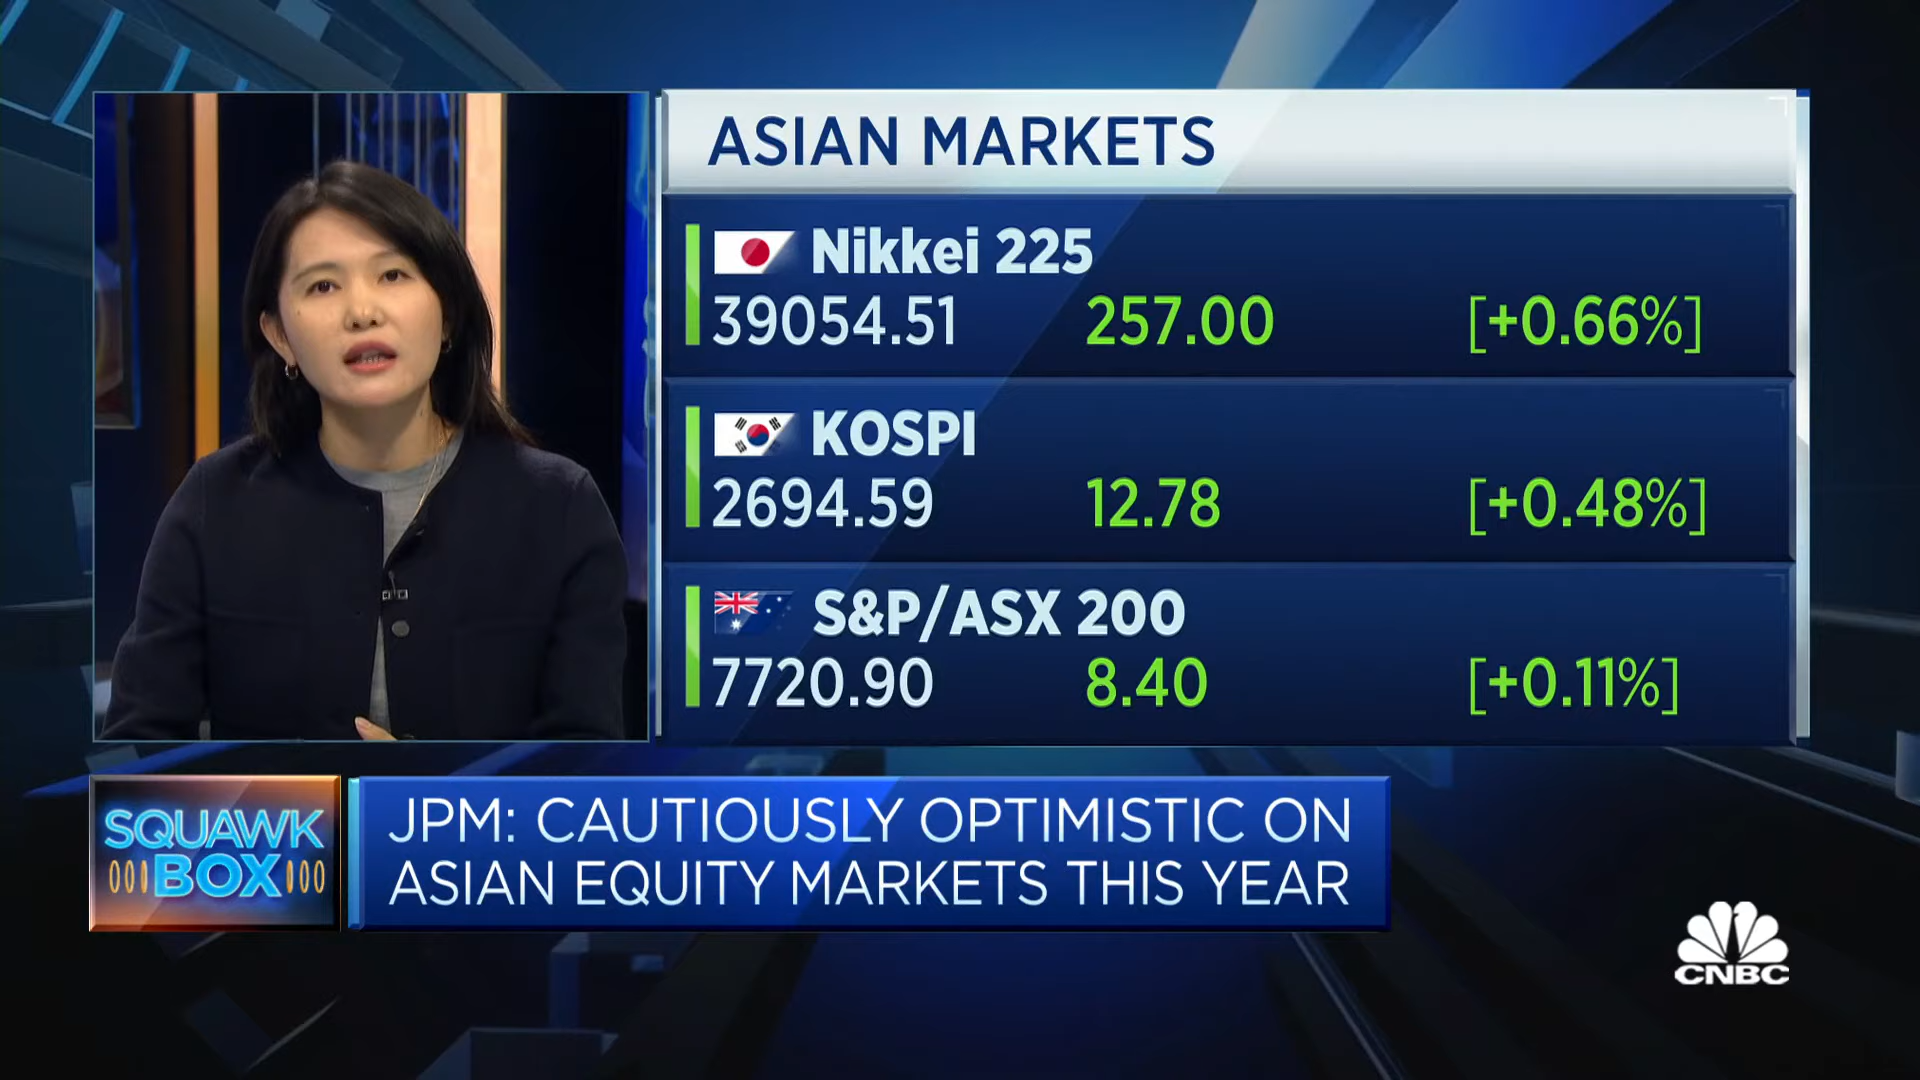 ASIAN MARKETS
Nikkei 225
39054.51 257.00 [+0.66%]
KOSPI
2694.59 12.78 [+0.48%]
S&P/ASX 200
7720.90 8.40 [+0.11%]
SQUAWK
BOX
JPM: CAUTIOUSLY OPTIMISTIC ON
ASIAN EQUITY MARKETS THIS YEAR
CNBC